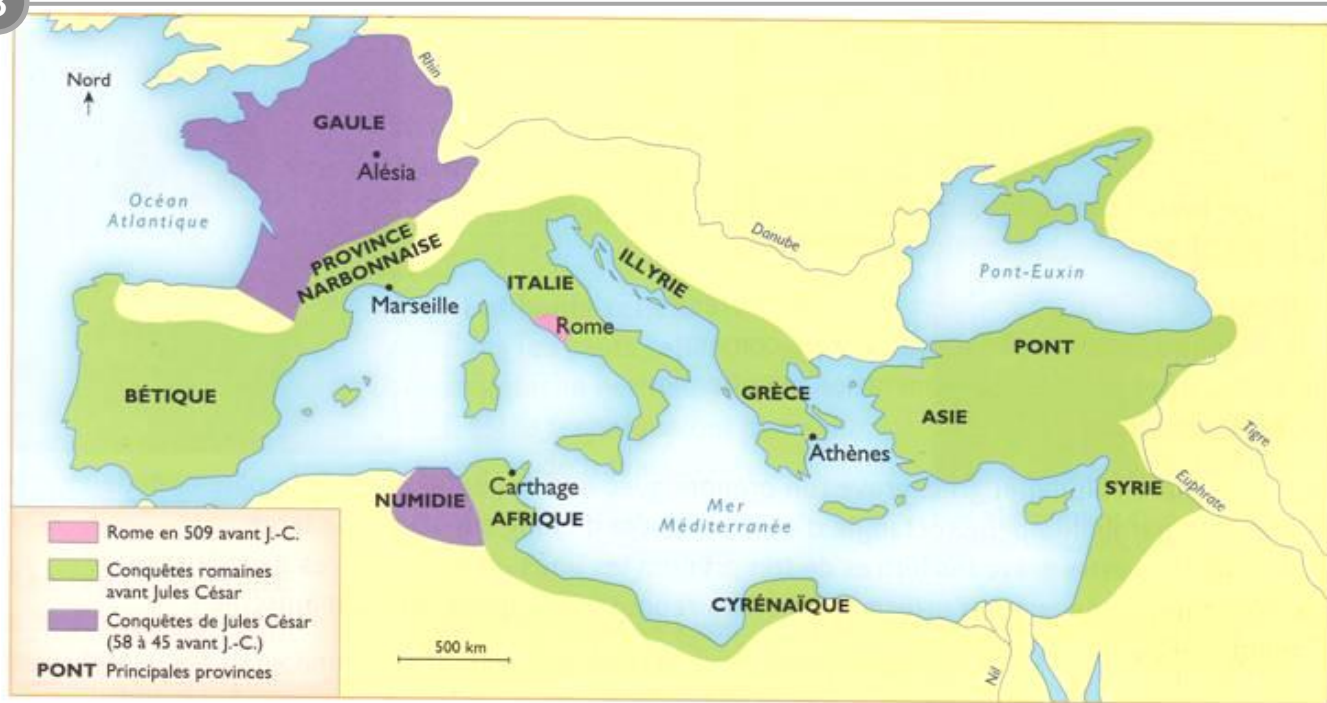 3
Nord
Rhin
GAULE
Alésia
Océan
Atlantique
Danube
PROVINCE
NARBONNAISE
ILLYRIE
Pont-Euxin
ITALIE
Marseille
Rome
PONT
BÉTIQUE
GRÈCE
ASIE
Athènes
Tigre
Carthage
SYRIE
Euphrate
NUMIDIE
AFRIQUE
Mer
Méditerranée
CYRÉNAÏQUE
Nil
Rome en 509 avant J.-C.
Conquêtes romaines
avant Jules César
Conquêtes de Jules César
(58 à 45 avant J.-C.)
PONT Principales provinces
500 km